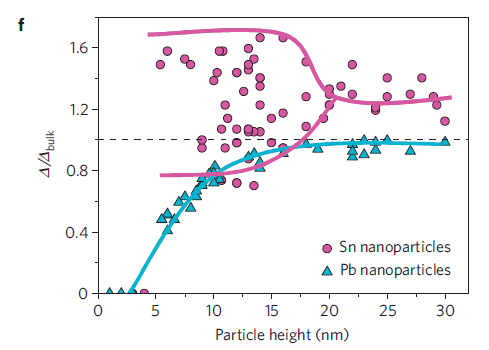 f
1.6
1.2
0.8
0.4
0
Δ/Δbulk
0 5 10 15 20 25 30
Particle height (nm)
Sn nanoparticles
Pb nanoparticles